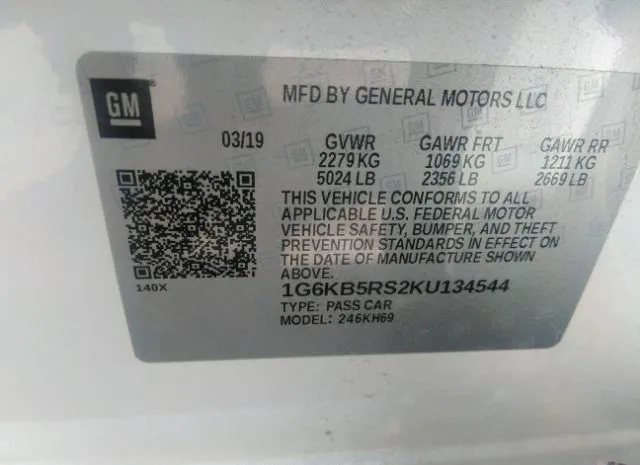 GM ®
MFD BY GENERAL MOTORS LLC
03/19 GVWR GAWR FRT GAWR RR
2279 KG 1069 KG 1211 KG
5024 LB 2356 LB 2669 LB
THIS VEHICLE CONFORMS TO ALL
APPLICABLE U.S. FEDERAL MOTOR
VEHICLE SAFETY, BUMPER, AND THEFT
PREVENTION STANDARDS IN EFFECT ON
THE DATE OF MANUFACTURE SHOWN
ABOVE.
140X
1G6KB5RS2KU134544
TYPE: PASS CAR
MODEL: 246KH69